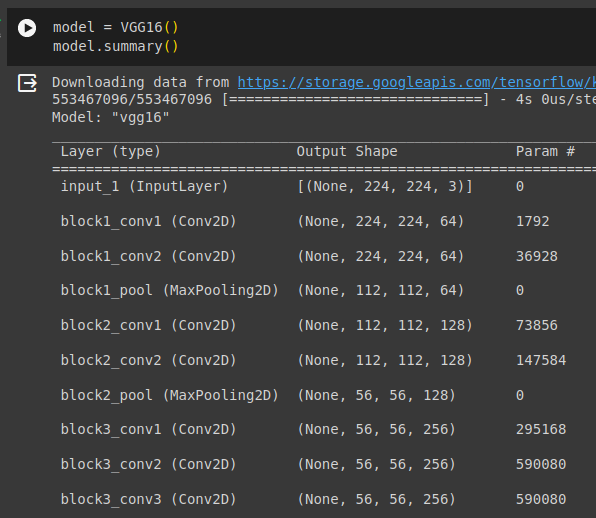 model = VGG16()
model.summary()
Downloading data from https://storage.googleapis.com/tensorflow/
553467096/553467096 [==============================] - 4s 0us/ste
Model: "vgg16"
_________________________________________________________________
Layer (type) Output Shape Param #
=================================================================
input_1 (InputLayer) [(None, 224, 224, 3)] 0
block1_conv1 (Conv2D) (None, 224, 224, 64) 1792
block1_conv2 (Conv2D) (None, 224, 224, 64) 36928
block1_pool (MaxPooling2D) (None, 112, 112, 64) 0
block2_conv1 (Conv2D) (None, 112, 112, 128) 73856
block2_conv2 (Conv2D) (None, 112, 112, 128) 147584
block2_pool (MaxPooling2D) (None, 56, 56, 128) 0
block3_conv1 (Conv2D) (None, 56, 56, 256) 295168
block3_conv2 (Conv2D) (None, 56, 56, 256) 590080
block3_conv3 (Conv2D) (None, 56, 56, 256) 590080